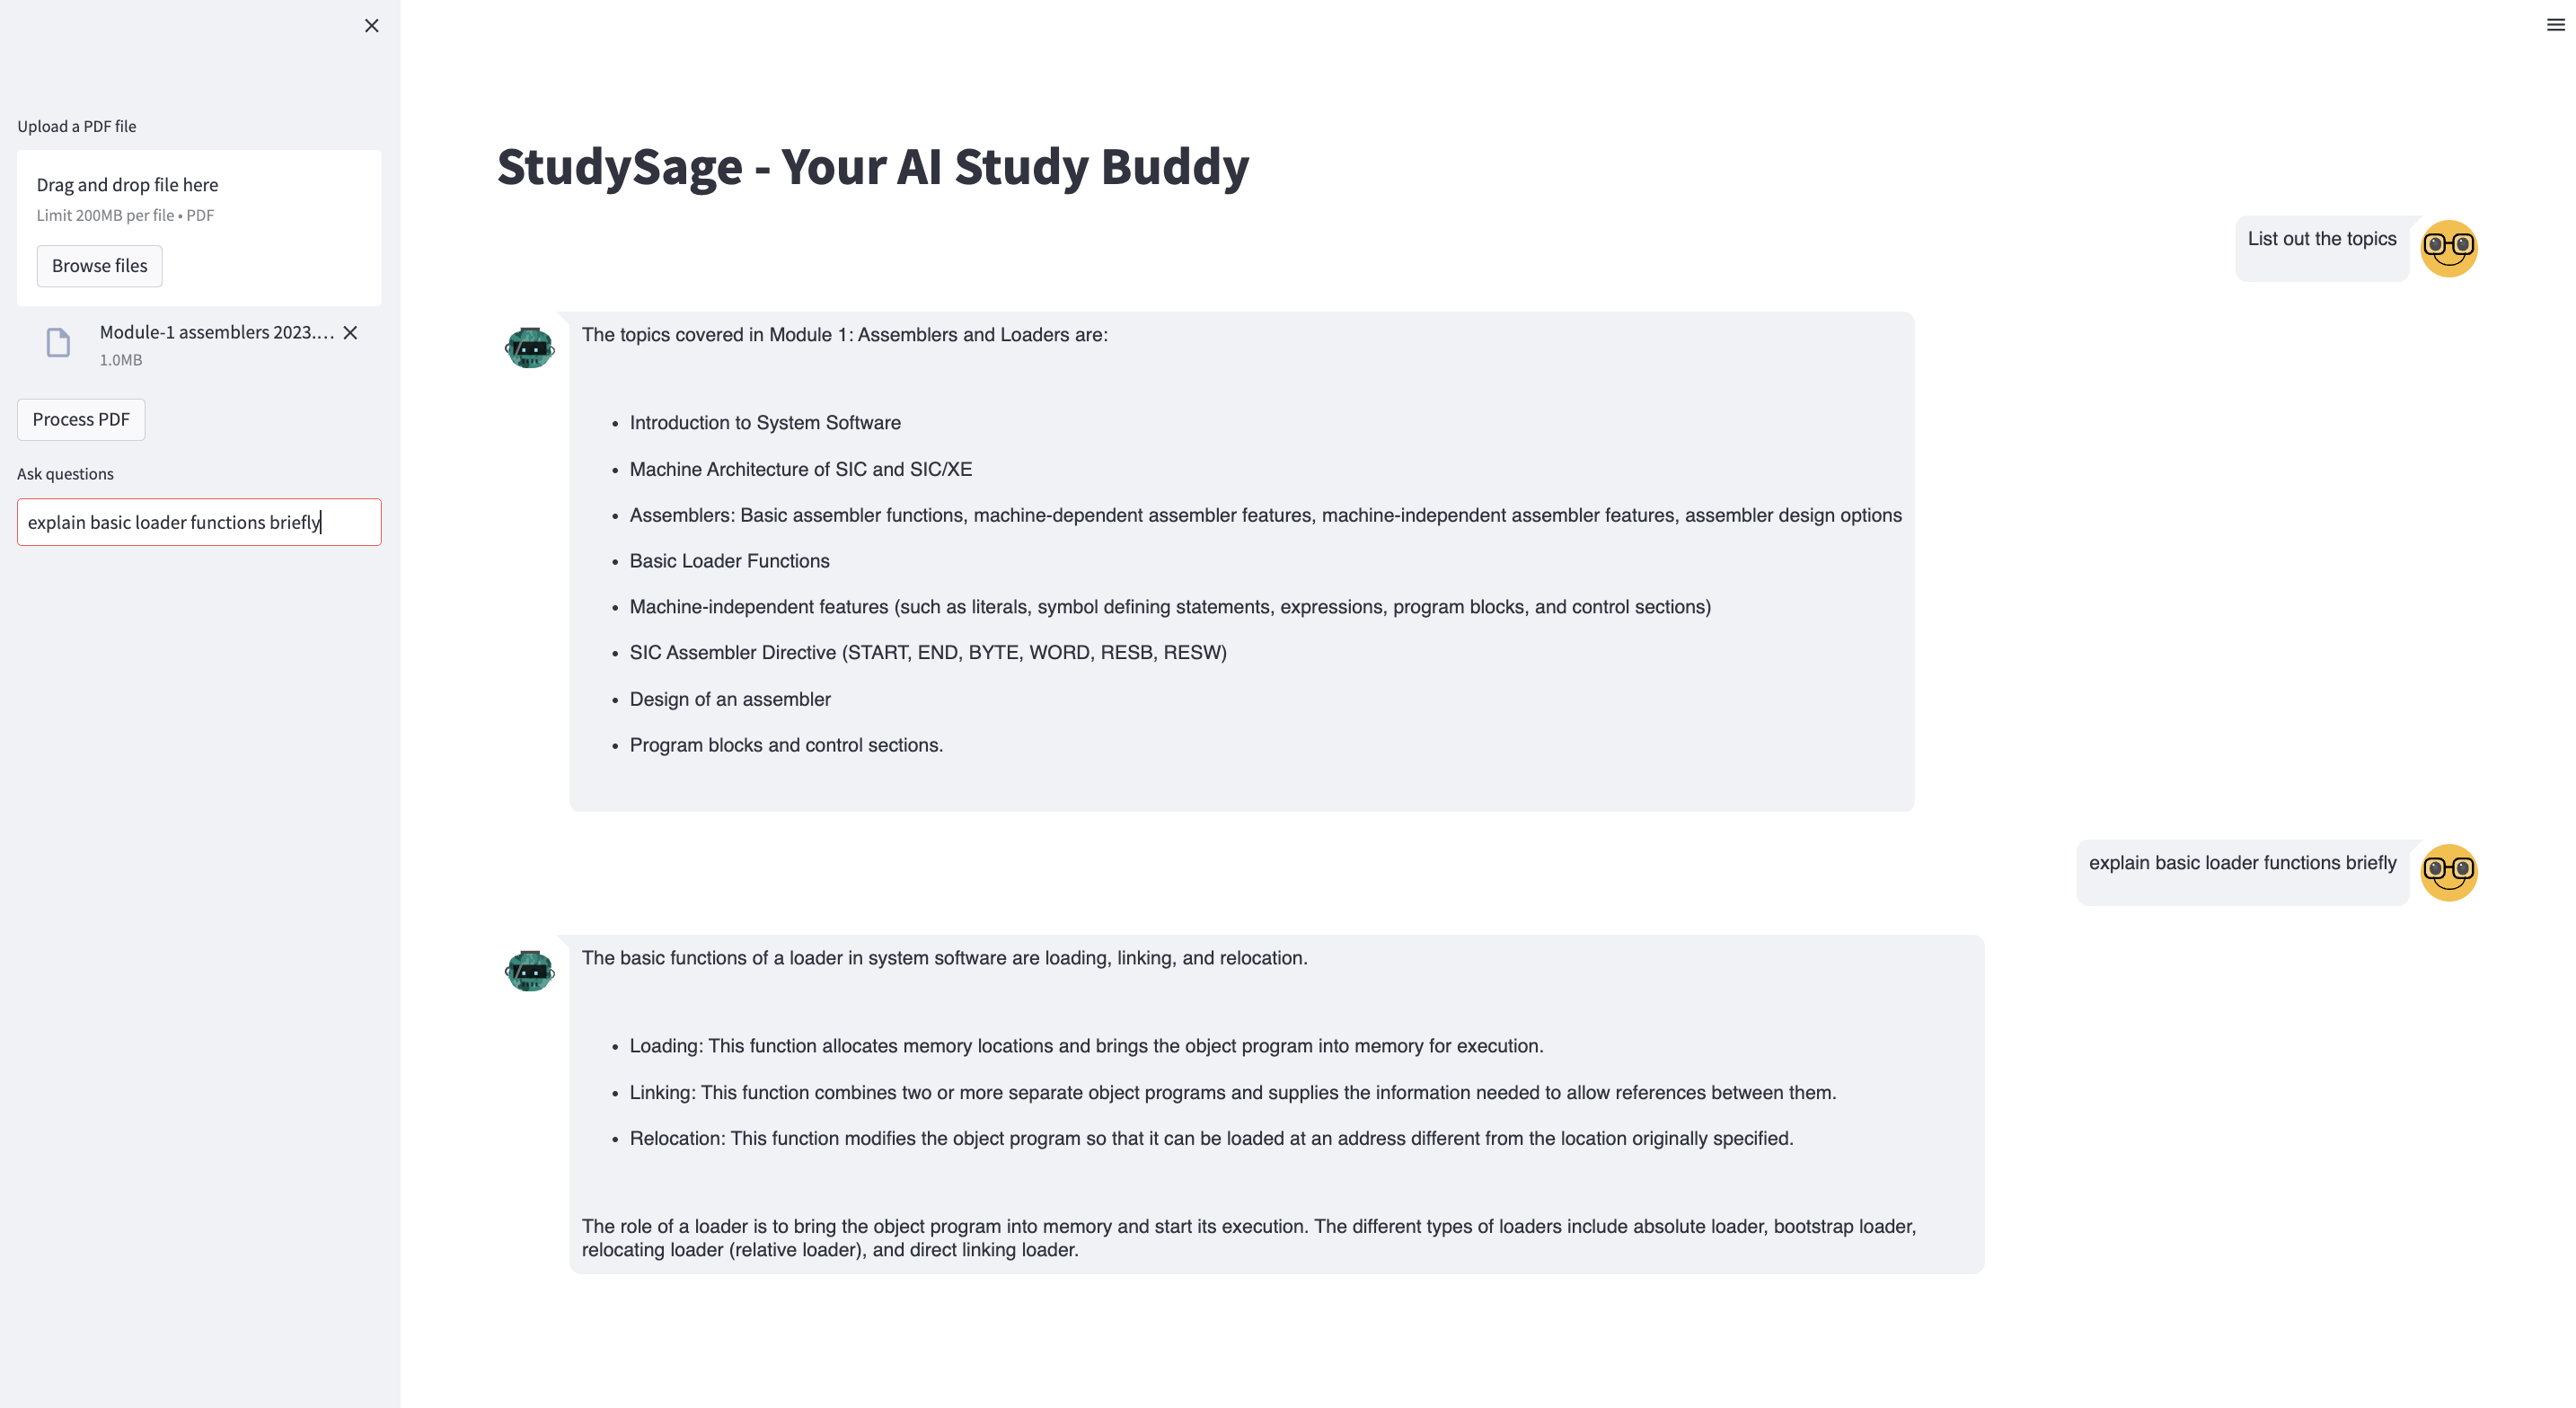 Upload a PDF file
Drag and drop file here
Limit 200MB per file • PDF
Browse files
Module-1 assemblers 2023....
1.0MB
Process PDF
Ask questions
explain basic loader functions briefly
StudySage - Your AI Study Buddy
List out the topics
The topics covered in Module 1: Assemblers and Loaders are:
• Introduction to System Software
• Machine Architecture of SIC and SIC/XE
• Assemblers: Basic assembler functions, machine-dependent assembler features, machine-independent assembler features, assembler design options
• Basic Loader Functions
• Machine-independent features (such as literals, symbol defining statements, expressions, program blocks, and control sections)
• SIC Assembler Directive (START, END, BYTE, WORD, RESB, RESW)
• Design of an assembler
• Program blocks and control sections.
explain basic loader functions briefly
The basic functions of a loader in system software are loading, linking, and relocation.
• Loading: This function allocates memory locations and brings the object program into memory for execution.
• Linking: This function combines two or more separate object programs and supplies the information needed to allow references between them.
• Relocation: This function modifies the object program so that it can be loaded at an address different from the location originally specified.
The role of a loader is to bring the object program into memory and start its execution. The different types of loaders include absolute loader, bootstrap loader,
relocating loader (relative loader), and direct linking loader.